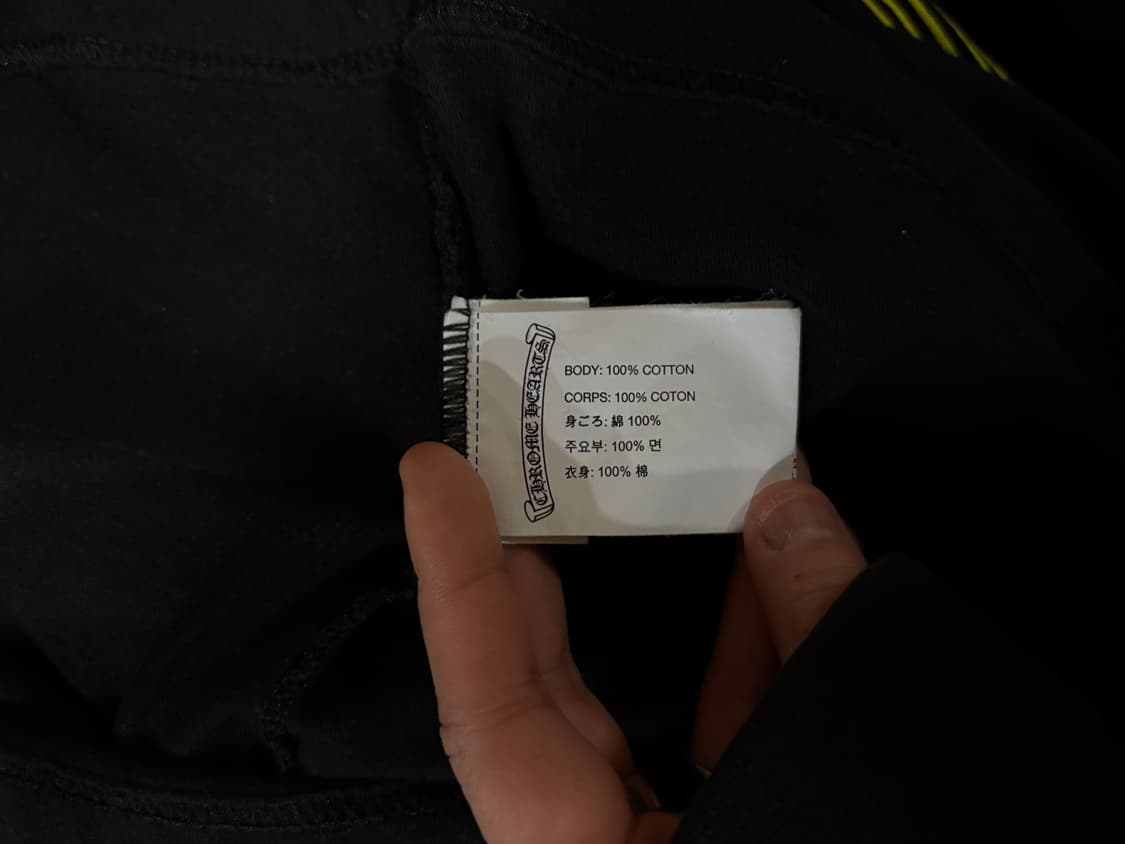 CHROME HEARTS
BODY: 100% COTTON
CORPS: 100% COTON
身ごろ: 綿 100%
주요부: 100% 면
衣身: 100% 棉